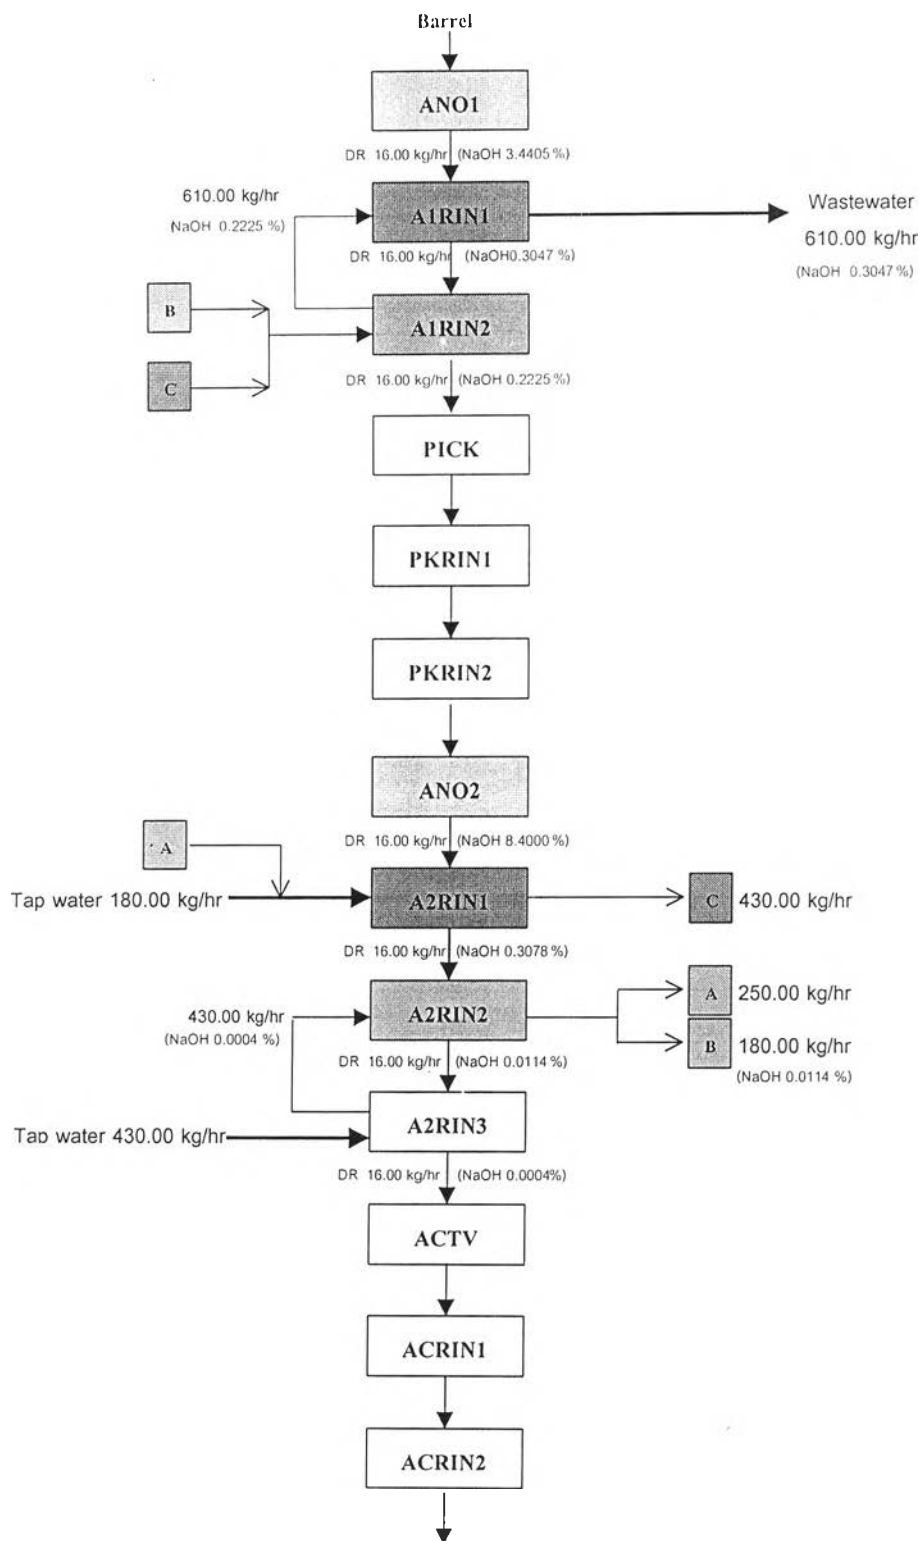 Barrel
ANO1
DR 16.00 kg/hr (NaOH 3.4405 %)
610.00 kg/hr
(NaOH 0.2225 %)
A1RIN1
Wastewater
610.00 kg/hr
(NaOH 0.3047 %)
DR 16.00 kg/hr (NaOH0.3047 %)
B
A1RIN2
C
DR 16.00 kg/hr (NaOH 0.2225 %)
PICK
PKRIN1
PKRIN2
ANO2
DR 16.00 kg/hr (NaOH 8.4000 %)
A
Tap water 180.00 kg/hr
A2RIN1
C 430.00 kg/hr
DR 16.00 kg/hr (NaOH 0.3078 %)
A 250.00 kg/hr
430.00 kg/hr
(NaOH 0.0004 %)
A2RIN2
B 180.00 kg/hr
(NaOH 0.0114 %)
DR 16.00 kg/hr (NaOH 0.0114 %)
A2RIN3
Tap water 430.00 kg/hr
DR 16.00 kg/hr (NaOH 0.0004%)
ACTV
ACRIN1
ACRIN2